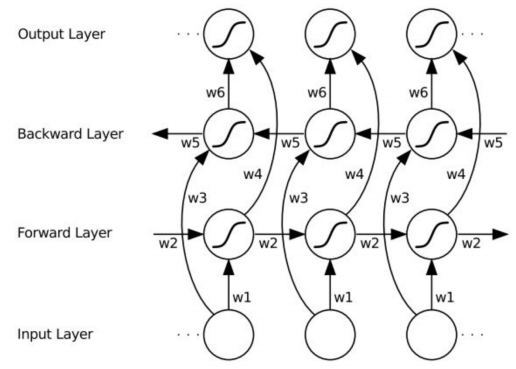 Output Layer
. . .
. . .
w6
w6
w6
Backward Layer
w5
w5
w5
w5
w3
w4
w3
w4
w3
w4
Forward Layer
w2
w2
w2
w2
w1
w1
w1
Input Layer
. . .
. . .